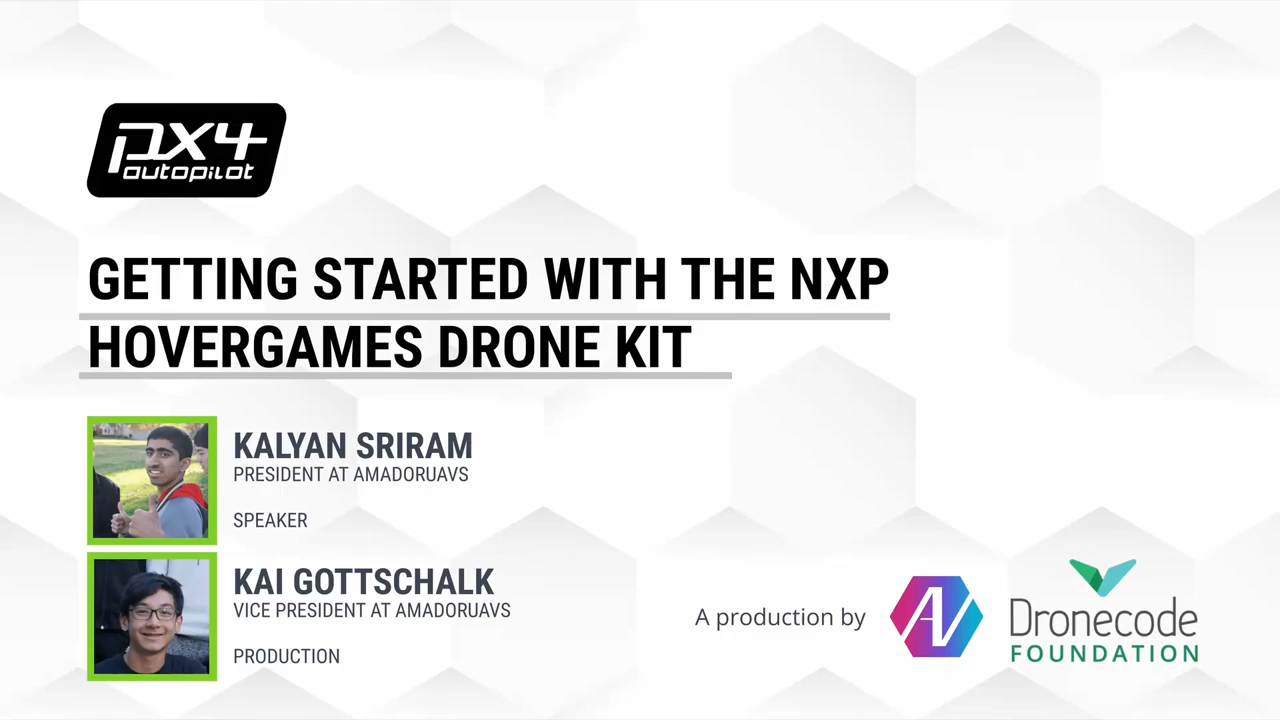 px4
autopilot
GETTING STARTED WITH THE NXP
HOVERGAMES DRONE KIT
KALYAN SRIRAM
PRESIDENT AT AMADORUAVS
SPEAKER
KAI GOTTSCHALK
VICE PRESIDENT AT AMADORUAVS
PRODUCTION
A production by
AV
Dronecode
FOUNDATION